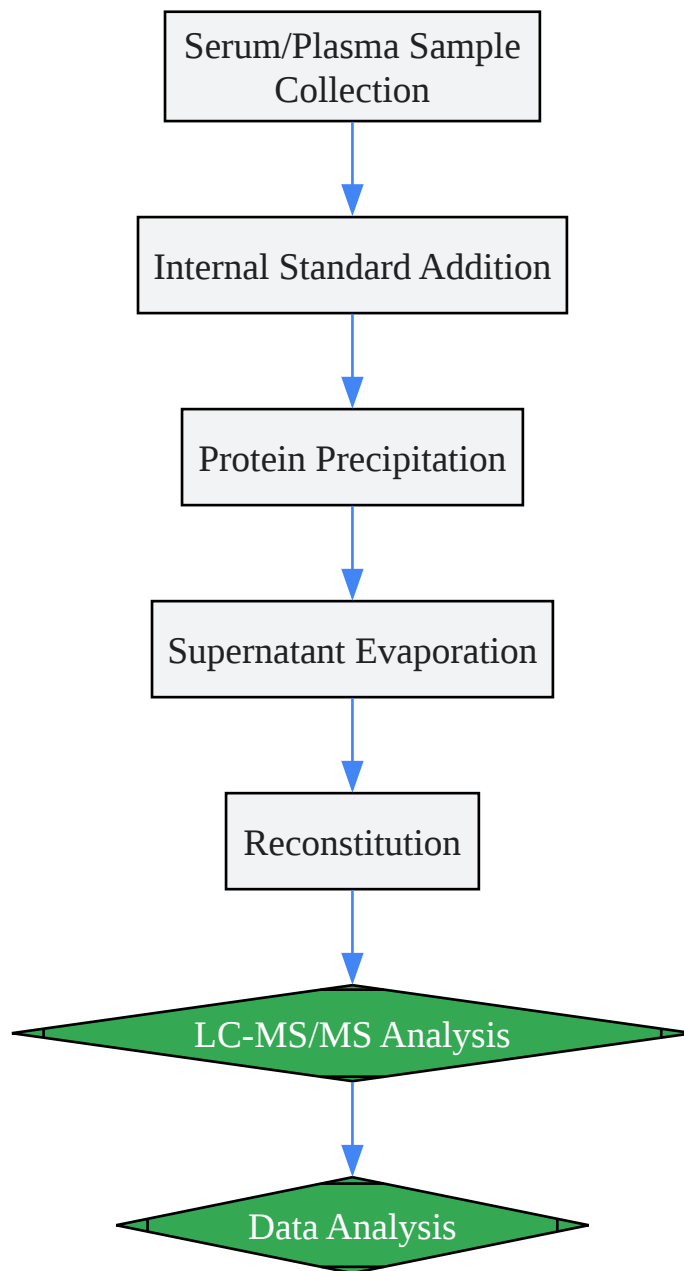 Serum/Plasma Sample
Collection
Internal Standard Addition
Protein Precipitation
Supernatant Evaporation
Reconstitution
LC-MS/MS Analysis
Data Analysis